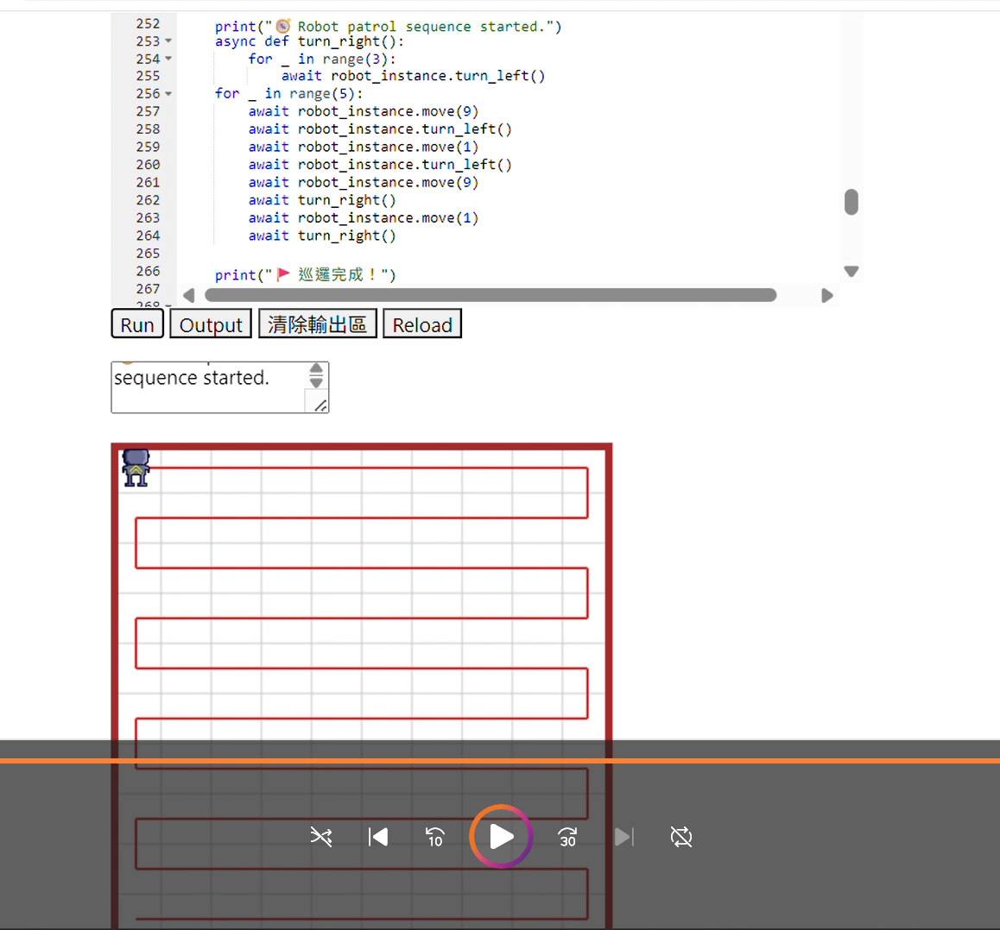 252 print("🧭 Robot patrol sequence started.")
253 async def turn_right():
254 for _ in range(3):
255 await robot_instance.turn_left()
256 for _ in range(5):
257 await robot_instance.move(9)
258 await robot_instance.turn_left()
259 await robot_instance.move(1)
260 await robot_instance.turn_left()
261 await robot_instance.move(9)
262 await turn_right()
263 await robot_instance.move(1)
264 await turn_right()
265
266 print("🚩 巡邏完成！")
267
268
Run Output 清除輸出區 Reload
sequence started.
10 30